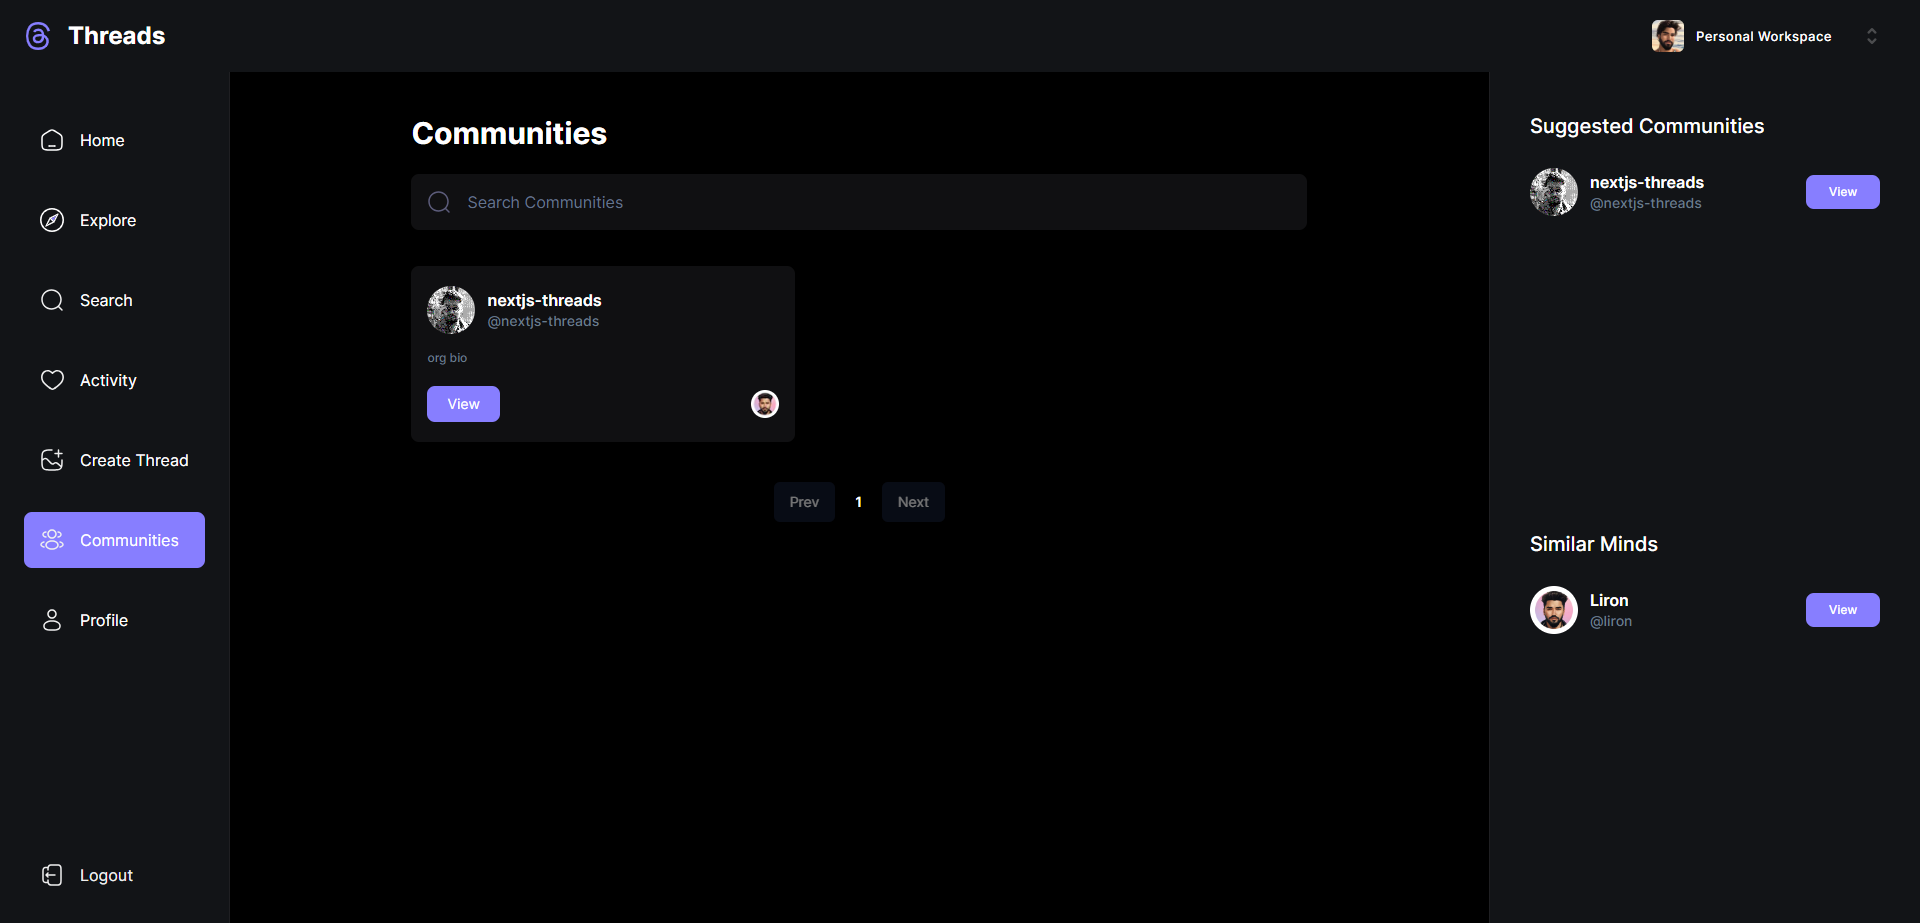 Threads
Personal Workspace
Home
Explore
Search
Activity
Create Thread
Communities
Profile
Logout
Communities
Search Communities
nextjs-threads
@nextjs-threads
org bio
View
Prev
1
Next
Suggested Communities
nextjs-threads
@nextjs-threads
View
Similar Minds
Liron
@liron
View